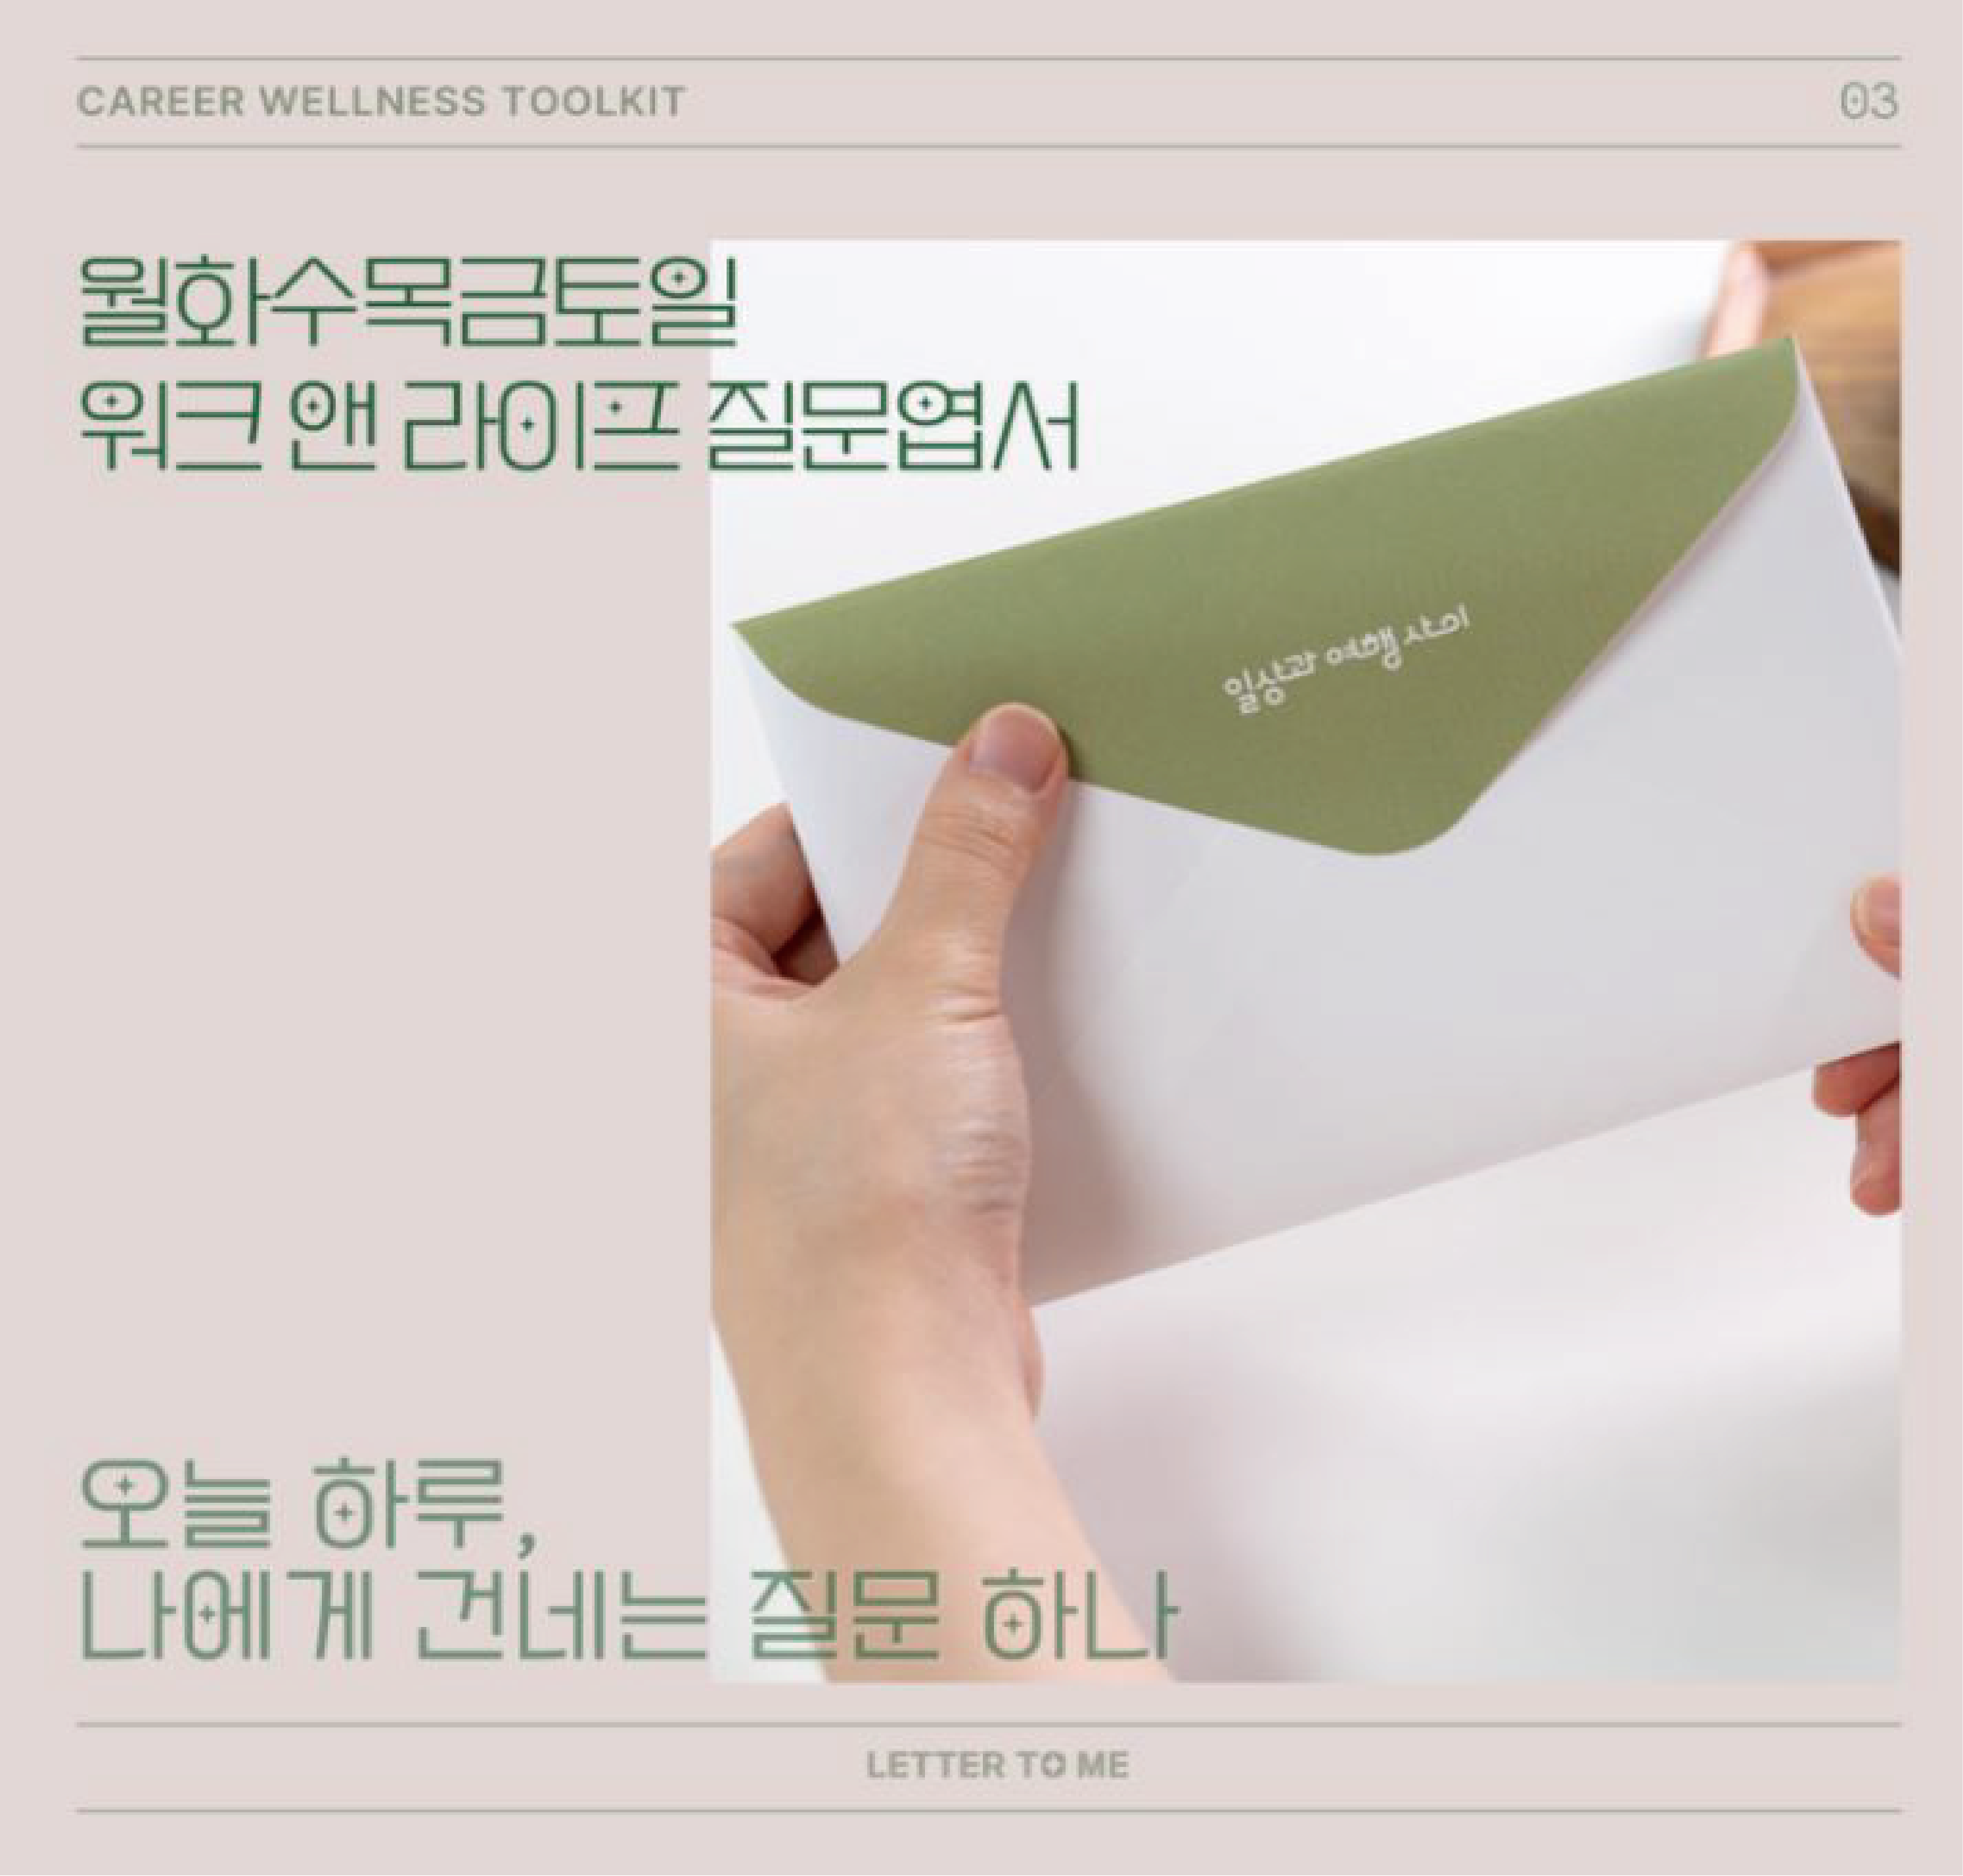 CAREER WELLNESS TOOLKIT
03
월화수목금토일
워크 앤 라이프 질문엽서
일상과 여행 사이
오늘 하루,
나에게 건네는 질문 하나
LETTER TO ME